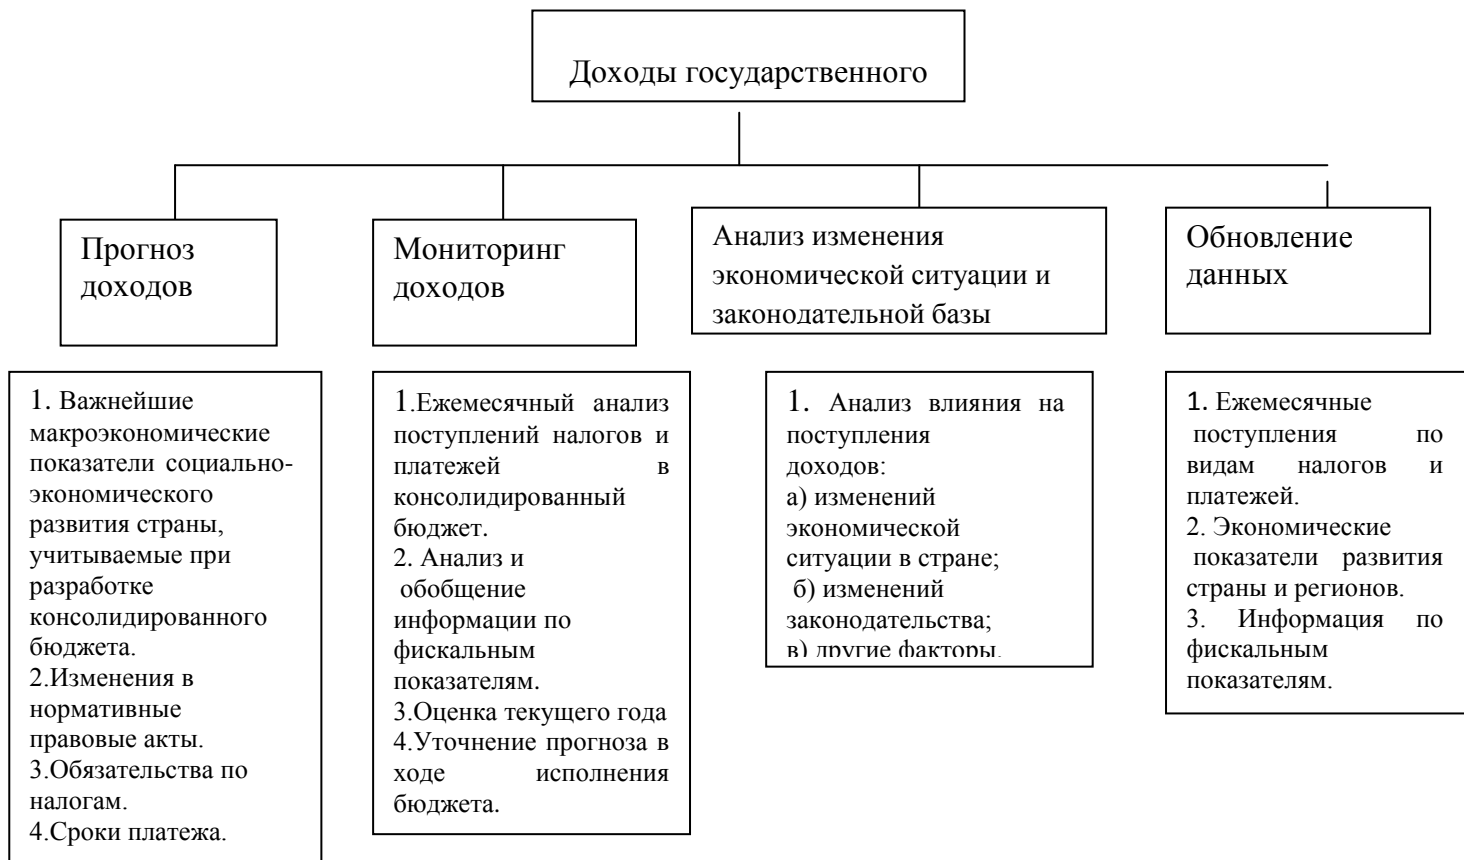 Доходы государственного
Прогноз
доходов
Мониторинг
доходов
Анализ изменения
экономической ситуации и
законодательной базы
Обновление
данных
1. Важнейшие
макроэкономические
показатели социально-
экономического
развития страны,
учитываемые при
разработке
консолидированного
бюджета.
2.Изменения в
нормативные
правовые акты.
3.Обязательства по
налогам.
4.Сроки платежа.
1.Ежемесячный анализ
поступлений налогов и
платежей в
консолидированный
бюджет.
2. Анализ и
обобщение
информации по
фискальным
показателям.
3.Оценка текущего года
4.Уточнение прогноза в
ходе исполнения
бюджета.
1. Анализ влияния на
поступления
доходов:
а) изменений
экономической
ситуации в стране;
б) изменений
законодательства;
в) другие факторы.
1. Ежемесячные
поступления по
видам налогов и
платежей.
2. Экономические
показатели развития
страны и регионов.
3. Информация по
фискальным
показателям.